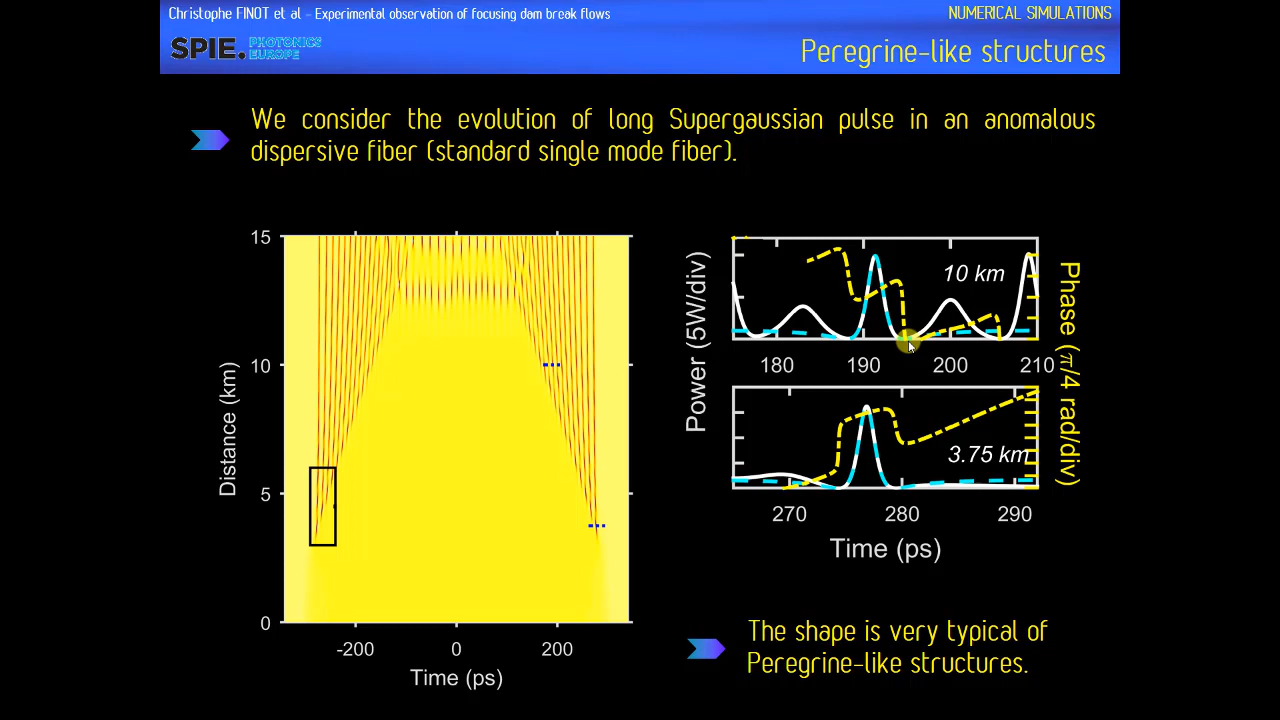 Christophe FINOT et al - Experimental observation of focusing dam break flows
NUMERICAL SIMULATIONS
SPIE. PHOTONICS
EUROPE
Peregrine-like structures
We consider the evolution of long Supergaussian pulse in an anomalous
dispersive fiber (standard single mode fiber).
15
10
5
0
Distance (km)
-200 0 200
Time (ps)
Power (5W/div)
10 km
180 190 200 210
3.75 km
270 280 290
Time (ps)
Phase (π/4 rad/div)
The shape is very typical of
Peregrine-like structures.